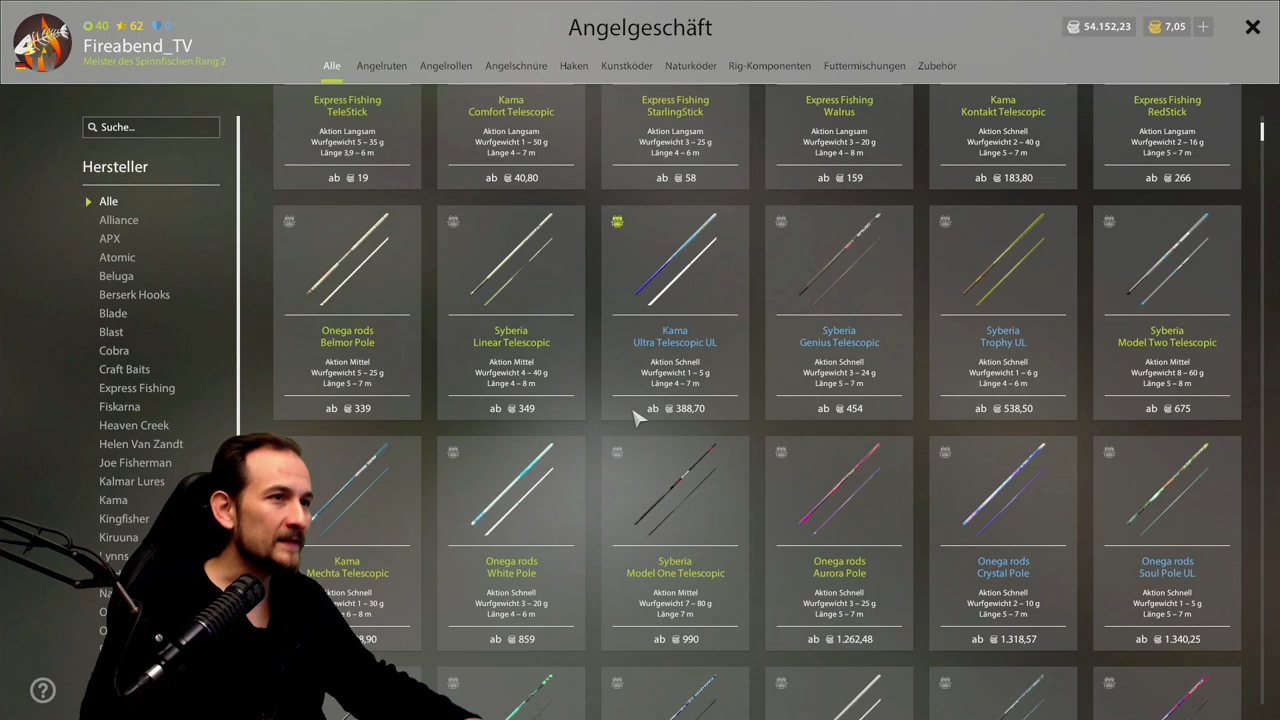 40 62 0
Fireabend_TV
Meister des Spinnfischen Rang 2
Angelgeschäft
54.152,23
7,05
Alle Angelruten Angelrollen Angelschnüre Haken Kunstköder Naturköder Rig-Komponenten Futtermischungen Zubehör
Suche...
Hersteller
Alle
Alliance
APX
Atomic
Beluga
Berserk Hooks
Blade
Blast
Cobra
Craft Baits
Express Fishing
Fiskarna
Heaven Creek
Helen Van Zandt
Joe Fisherman
Kalmar Lures
Kama
Kingfisher
Kiruuna
Lynns
Express Fishing
TeleStick
Aktion Langsam
Wurfgewicht 5 – 35 g
Länge 3,9 – 6 m
ab 19
Kama
Comfort Telescopic
Aktion Langsam
Wurfgewicht 1 – 50 g
Länge 4 – 7 m
ab 40,80
Express Fishing
StarlingStick
Aktion Langsam
Wurfgewicht 3 – 25 g
Länge 4 – 6 m
ab 58
Express Fishing
Walrus
Aktion Langsam
Wurfgewicht 3 – 20 g
Länge 4 – 8 m
ab 159
Kama
Kontakt Telescopic
Aktion Schnell
Wurfgewicht 2 – 40 g
Länge 5 – 7 m
ab 183,80
Express Fishing
RedStick
Aktion Langsam
Wurfgewicht 2 – 16 g
Länge 5 – 7 m
ab 266
Onega rods
Belmor Pole
Aktion Mittel
Wurfgewicht 5 – 25 g
Länge 5 – 7 m
ab 339
Syberia
Linear Telescopic
Aktion Mittel
Wurfgewicht 4 – 40 g
Länge 4 – 8 m
ab 349
Kama
Ultra Telescopic UL
Aktion Schnell
Wurfgewicht 1 – 5 g
Länge 4 – 7 m
ab 388,70
Syberia
Genius Telescopic
Aktion Schnell
Wurfgewicht 3 – 24 g
Länge 5 – 7 m
ab 454
Syberia
Trophy UL
Aktion Schnell
Wurfgewicht 1 – 6 g
Länge 4 – 6 m
ab 538,50
Syberia
Model Two Telescopic
Aktion Mittel
Wurfgewicht 8 – 60 g
Länge 5 – 8 m
ab 675
Kama
Mechta Telescopic
Aktion Schnell
gewicht 1 – 30 g
6 – 8 m
8,90
Onega rods
White Pole
Aktion Schnell
Wurfgewicht 3 – 20 g
Länge 4 – 6 m
ab 859
Syberia
Model One Telescopic
Aktion Mittel
Wurfgewicht 7 – 80 g
Länge 7 m
ab 990
Onega rods
Aurora Pole
Aktion Schnell
Wurfgewicht 3 – 25 g
Länge 5 – 7 m
ab 1.262,48
Onega rods
Crystal Pole
Aktion Schnell
Wurfgewicht 2 – 10 g
Länge 5 – 7 m
ab 1.318,57
Onega rods
Soul Pole UL
Aktion Schnell
Wurfgewicht 1 – 5 g
Länge 5 – 7 m
ab 1.340,25